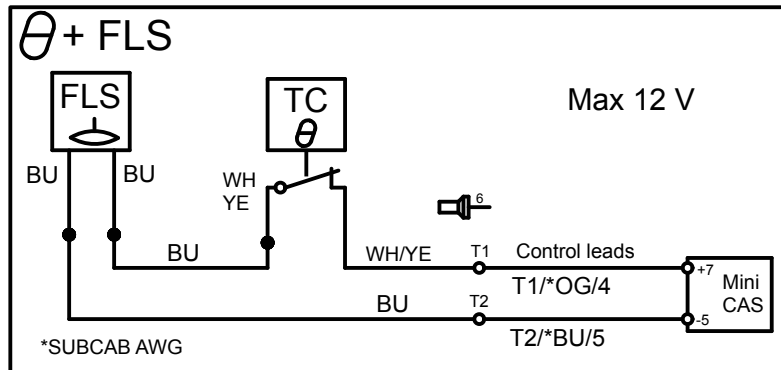 θ + FLS
FLS
TC
θ
Max 12 V
BU
BU
WH
YE
6
BU
WH/YE
T1
Control leads
+7
T1/*OG/4
Mini
CAS
BU
T2
-5
T2/*BU/5
*SUBCAB AWG